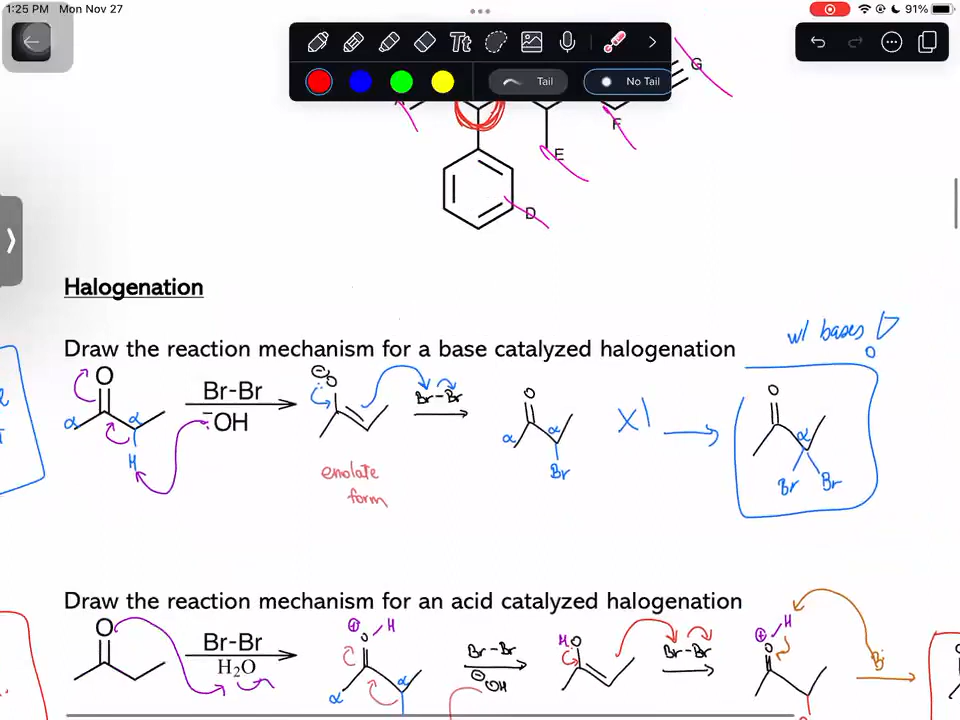 1:25 PM Mon Nov 27
91%
Tt
Tail
No Tail
G
F
E
D
Halogenation
w/ bases
Draw the reaction mechanism for a base catalyzed halogenation
O
Br-Br
⁻:OH
α
α
H
⊖
O
Br-Br
enolate
form
O
α
α
Br
X1
O
α
Br Br
Draw the reaction mechanism for an acid catalyzed halogenation
O
Br-Br
H₂O
⊕
H
O
α
α
Br-Br
⊖
:OH
HO
Br-Br
⊕
H
O
Br